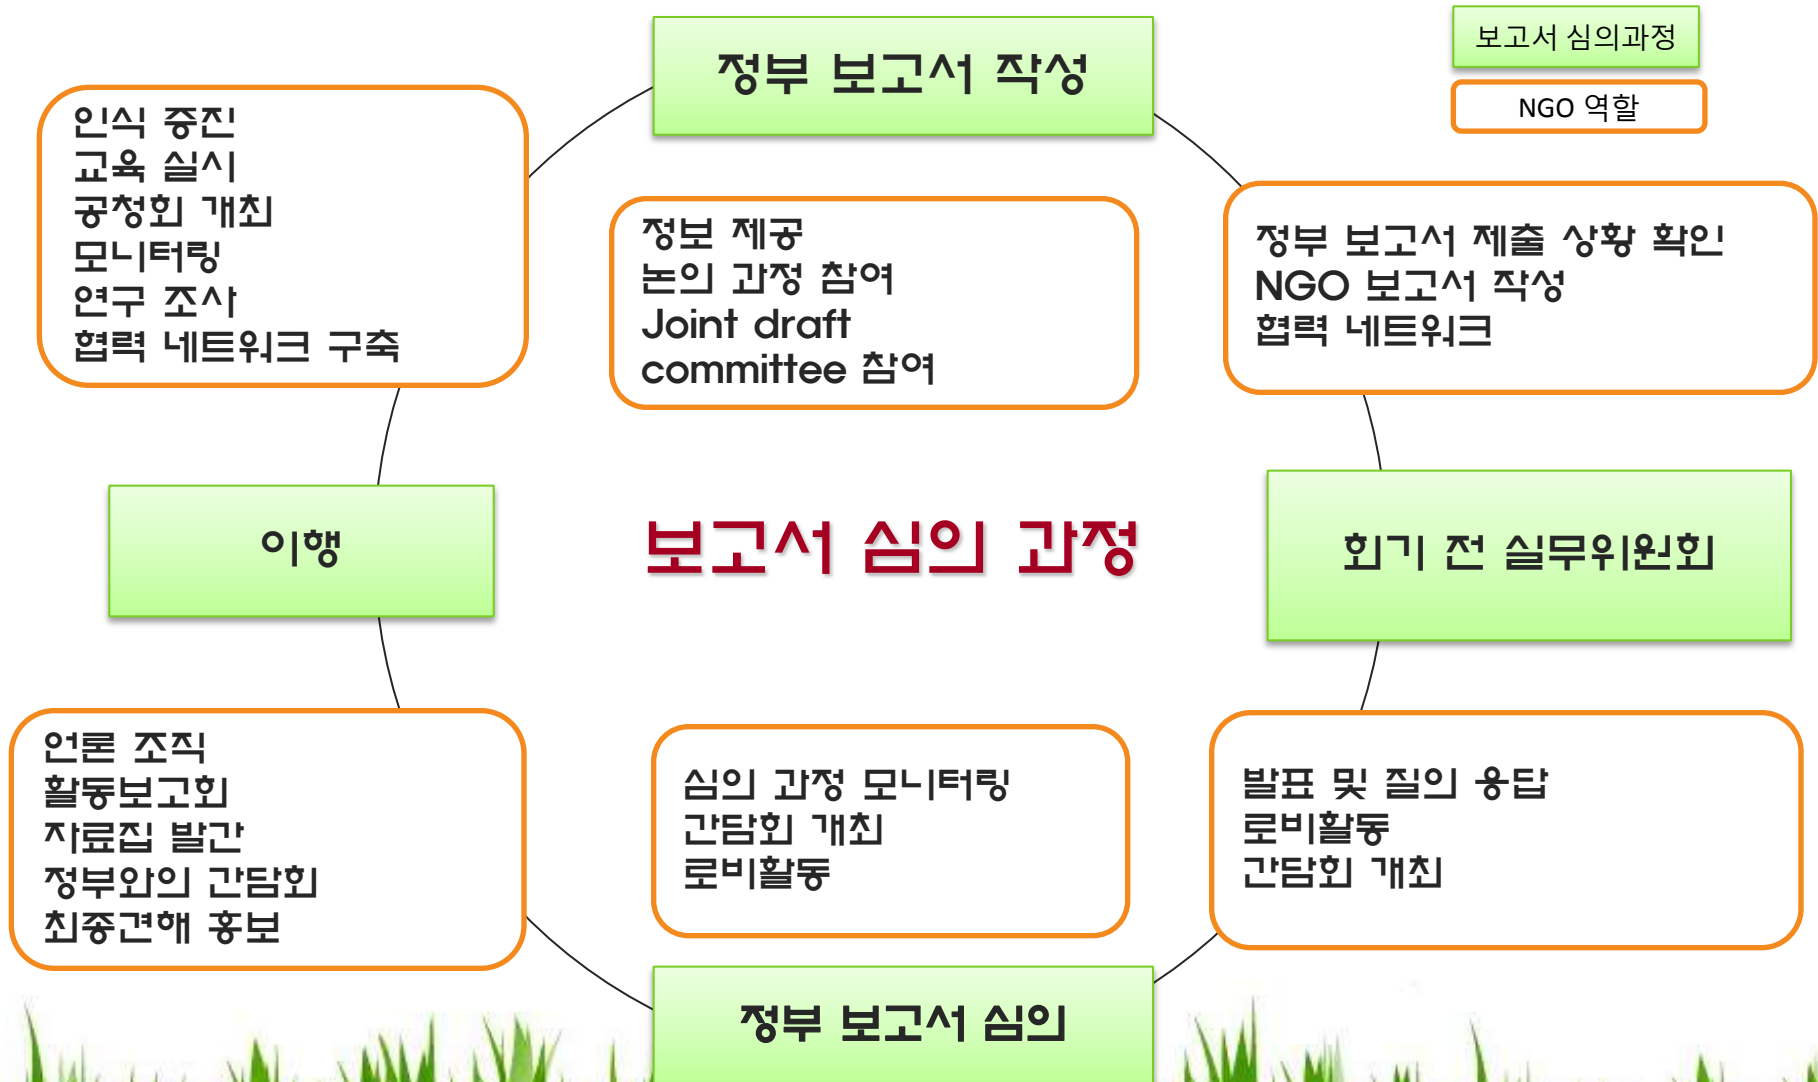 정부 보고서 작성
보고서 심의과정
NGO 역할
인식 증진
교육 실시
공청회 개최
모니터링
연구 조사
협력 네트워크 구축
정보 제공
논의 과정 참여
Joint draft
committee 참여
정부 보고서 제출 상황 확인
NGO 보고서 작성
협력 네트워크
이행
보고서 심의 과정
회기 전 실무위원회
언론 조직
활동보고회
자료집 발간
정부와의 간담회
최종견해 홍보
심의 과정 모니터링
간담회 개최
로비활동
발표 및 질의 응답
로비활동
간담회 개최
정부 보고서 심의